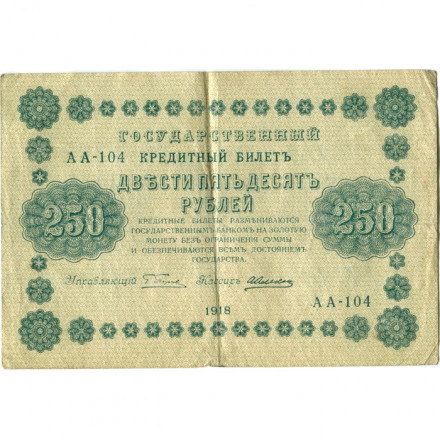 ГОСУДАРСТВЕННЫЙ
АА-104 КРЕДИТНЫЙ БИЛЕТЪ
ДВѢСТИ ПЯТЬДЕСЯТЪ
РУБЛЕЙ
250 250
КРЕДИТНЫЕ БИЛЕТЫ РАЗМѢНИВАЮТСЯ
ГОСУДАРСТВЕННЫМЪ БАНКОМЪ НА ЗОЛОТУЮ
МОНЕТУ БЕЗЪ ОГРАНИЧЕНІЯ СУММЫ
И ОБЕЗПЕЧИВАЮТСЯ ВСѢМЪ ДОСТОЯНІЕМЪ
ГОСУДАРСТВА.
Управляющій Кассиръ
АА-104
1918